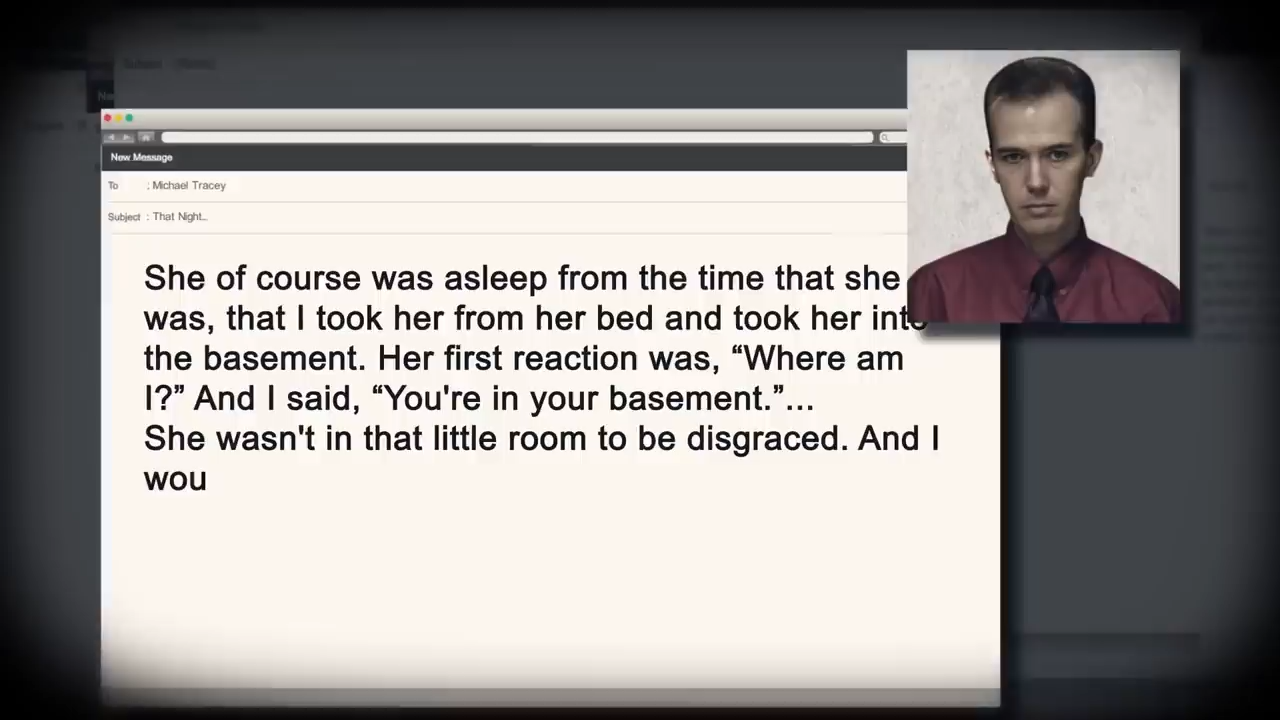 New Message
To : Michael Tracey
Subject : That Night...
She of course was asleep from the time that she
was, that I took her from her bed and took her into
the basement. Her first reaction was, “Where am
I?” And I said, “You're in your basement.”...
She wasn't in that little room to be disgraced. And I
wou